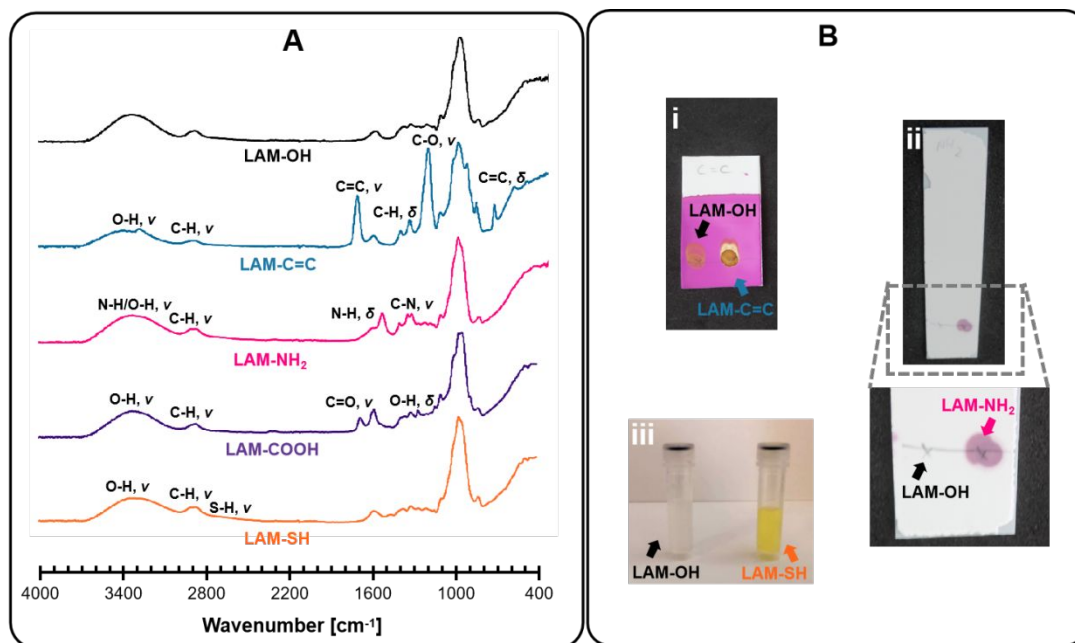 A
LAM-OH
O-H, ν
C-H, ν
C=C, ν
C-H, δ
C-O, ν
C=C, δ
LAM-C=C
N-H/O-H, ν
C-H, ν
N-H, δ
C-N, ν
LAM-NH₂
O-H, ν
C-H, ν
C=O, ν
O-H, δ
LAM-COOH
O-H, ν
C-H, ν
S-H, ν
LAM-SH
4000 3400 2800 2200 1600 1000 400
Wavenumber [cm⁻¹]
B
i
C=C
LAM-OH
LAM-C=C
ii
NH₂
LAM-NH₂
LAM-OH
iii
LAM-OH
LAM-SH